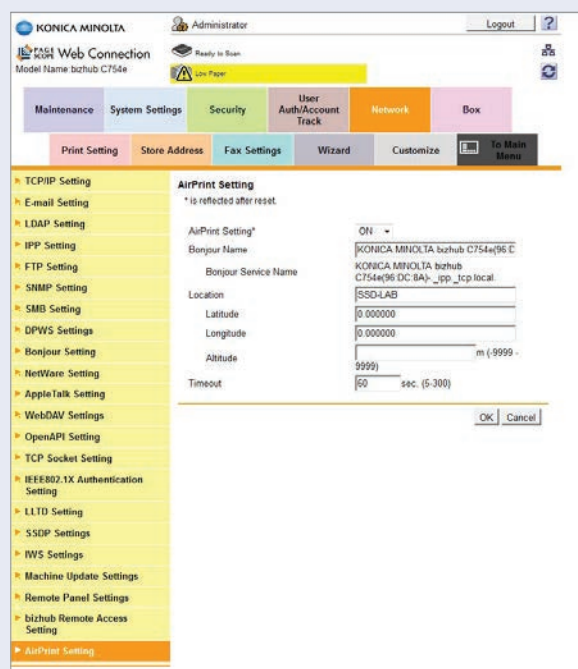 KONICA MINOLTA
Administrator
Logout
?
PAGE SCOPE Web Connection
Ready to Scan
Model Name:bizhub C754e
Low Paper
Maintenance
System Settings
Security
User Auth/Account Track
Network
Box
Print Setting
Store Address
Fax Settings
Wizard
Customize
To Main Menu
TCP/IP Setting
E-mail Setting
LDAP Setting
IPP Setting
FTP Setting
SNMP Setting
SMB Setting
DPWS Settings
Bonjour Setting
NetWare Setting
AppleTalk Setting
WebDAV Settings
OpenAPI Setting
TCP Socket Setting
IEEE802.1X Authentication
Setting
LLTD Setting
SSDP Settings
IWS Settings
Machine Update Settings
Remote Panel Settings
bizhub Remote Access
Setting
AirPrint Setting
AirPrint Setting
* is reflected after reset.
AirPrint Setting*
ON
Bonjour Name
KONICA MINOLTA bizhub C754e(96:D
Bonjour Service Name
KONICA MINOLTA bizhub
C754e(96:DC:8A)-._ipp._tcp.local.
Location
SSD-LAB
Latitude
0.000000
Longitude
0.000000
Altitude
m (-9999 -
9999)
Timeout
60 sec. (5-300)
OK
Cancel